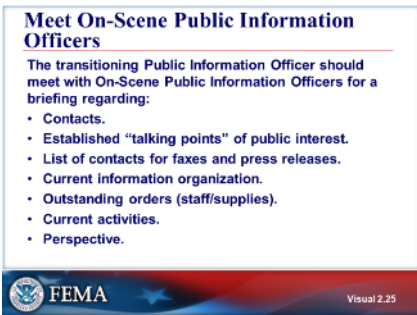 Meet On-Scene Public Information
Officers
The transitioning Public Information Officer should
meet with On-Scene Public Information Officers for a
briefing regarding:
• Contacts.
• Established “talking points” of public interest.
• List of contacts for faxes and press releases.
• Current information organization.
• Outstanding orders (staff/supplies).
• Current activities.
• Perspective.
FEMA
Visual 2.25